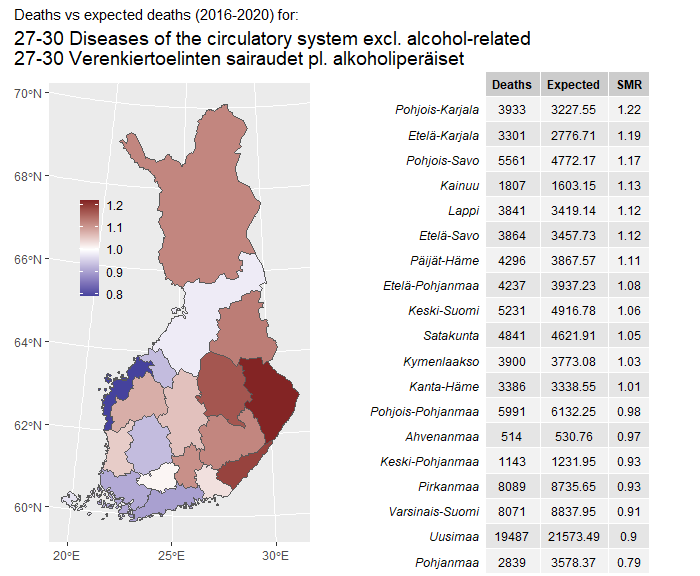 Deaths vs expected deaths (2016-2020) for:
27-30 Diseases of the circulatory system excl. alcohol-related
27-30 Verenkiertoelinten sairaudet pl. alkoholiperäiset
70°N
68°N
66°N
64°N
62°N
60°N
20°E 25°E 30°E
1.2
1.1
1.0
0.9
0.8
Deaths Expected SMR
Pohjois-Karjala 3933 3227.55 1.22
Etelä-Karjala 3301 2776.71 1.19
Pohjois-Savo 5561 4772.17 1.17
Kainuu 1807 1603.15 1.13
Lappi 3841 3419.14 1.12
Etelä-Savo 3864 3457.73 1.12
Päijät-Häme 4296 3867.57 1.11
Etelä-Pohjanmaa 4237 3937.23 1.08
Keski-Suomi 5231 4916.78 1.06
Satakunta 4841 4621.91 1.05
Kymenlaakso 3900 3773.08 1.03
Kanta-Häme 3386 3338.55 1.01
Pohjois-Pohjanmaa 5991 6132.25 0.98
Ahvenanmaa 514 530.76 0.97
Keski-Pohjanmaa 1143 1231.95 0.93
Pirkanmaa 8089 8735.65 0.93
Varsinais-Suomi 8071 8837.95 0.91
Uusimaa 19487 21573.49 0.9
Pohjanmaa 2839 3578.37 0.79